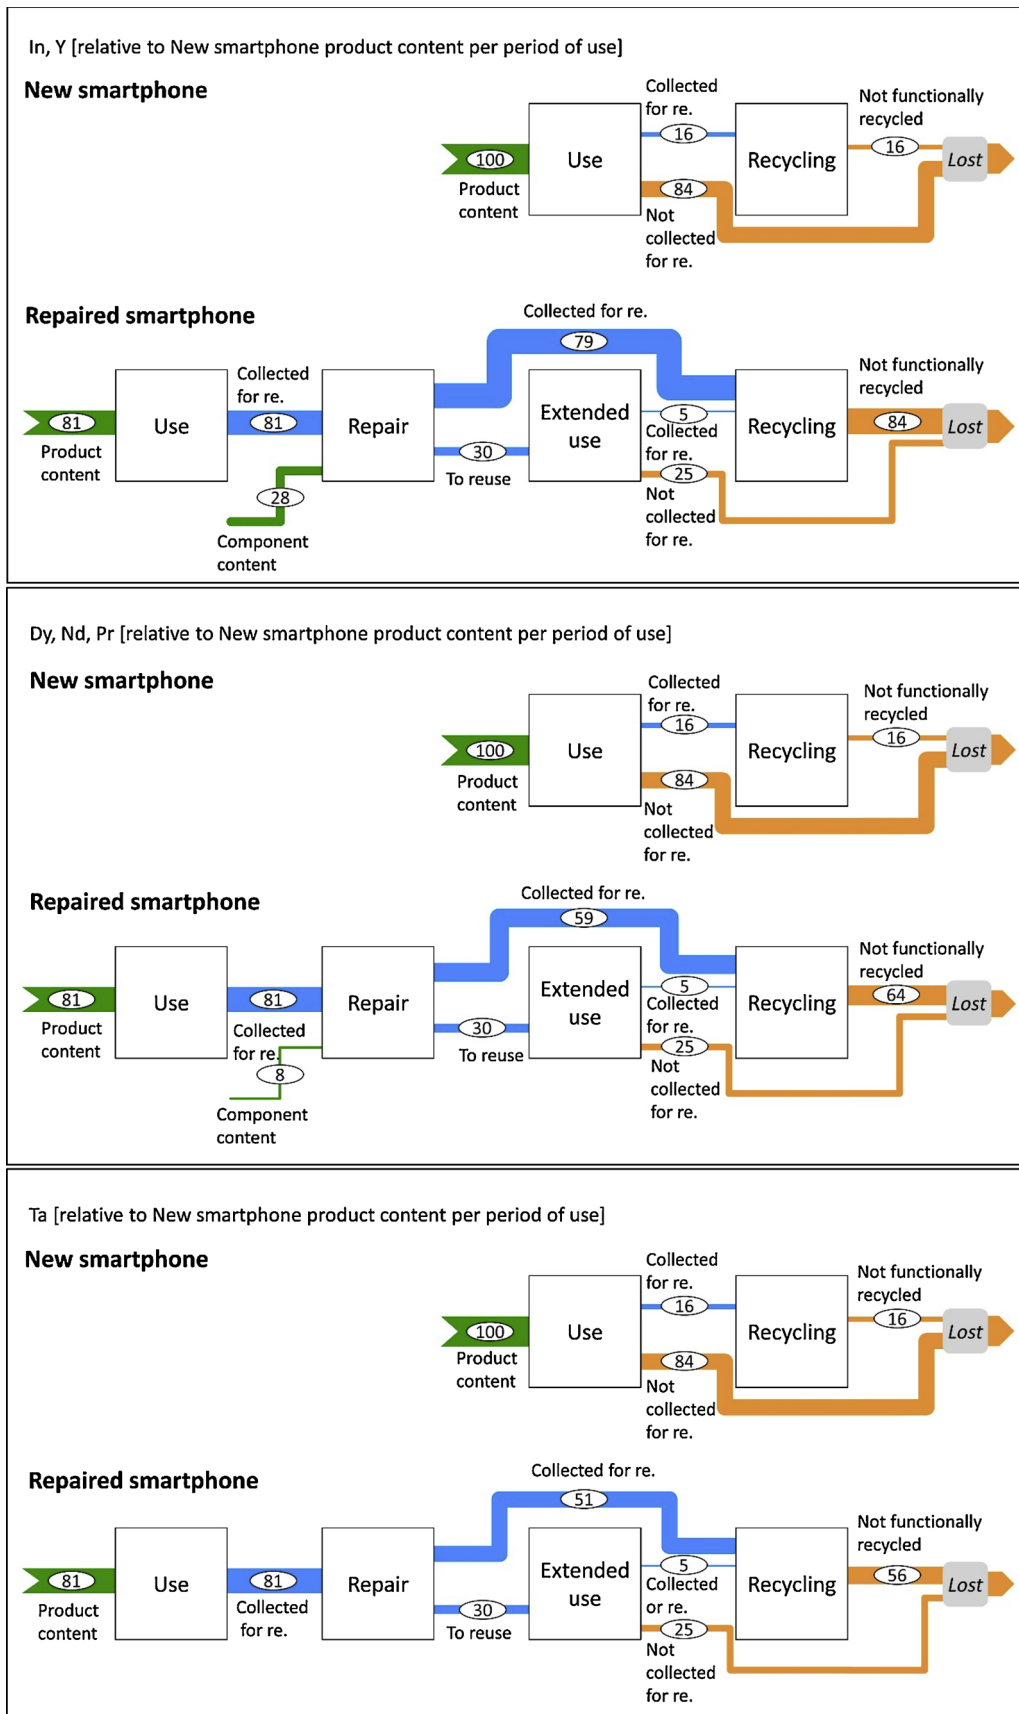 In, Y [relative to New smartphone product content per period of use]
New smartphone
Collected
for re.
Not functionally
recycled
16
16
100
Use
Recycling
Lost
Product
content
84
Not
collected
for re.
Repaired smartphone
Collected for re.
79
Collected
for re.
Not functionally
recycled
81
Use
81
Repair
Extended
use
5
Recycling
84
Lost
Product
content
Collected
for re.
30
To reuse
25
28
Not
collected
for re.
Component
content
Dy, Nd, Pr [relative to New smartphone product content per period of use]
New smartphone
Collected
for re.
Not functionally
recycled
16
16
100
Use
Recycling
Lost
Product
content
84
Not
collected
for re.
Repaired smartphone
Collected for re.
59
Not functionally
recycled
81
Use
81
Repair
Extended
use
5
Recycling
64
Lost
Product
content
Collected
for re.
30
To reuse
Collected
for re.
25
8
Not
collected
for re.
Component
content
Ta [relative to New smartphone product content per period of use]
New smartphone
Collected
for re.
Not functionally
recycled
16
16
100
Use
Recycling
Lost
Product
content
84
Not
collected
for re.
Repaired smartphone
Collected for re.
51
Not functionally
recycled
81
Use
81
Repair
Extended
use
5
Recycling
56
Lost
Product
content
Collected
for re.
30
To reuse
Collected
or re.
25
Not
collected
for re.